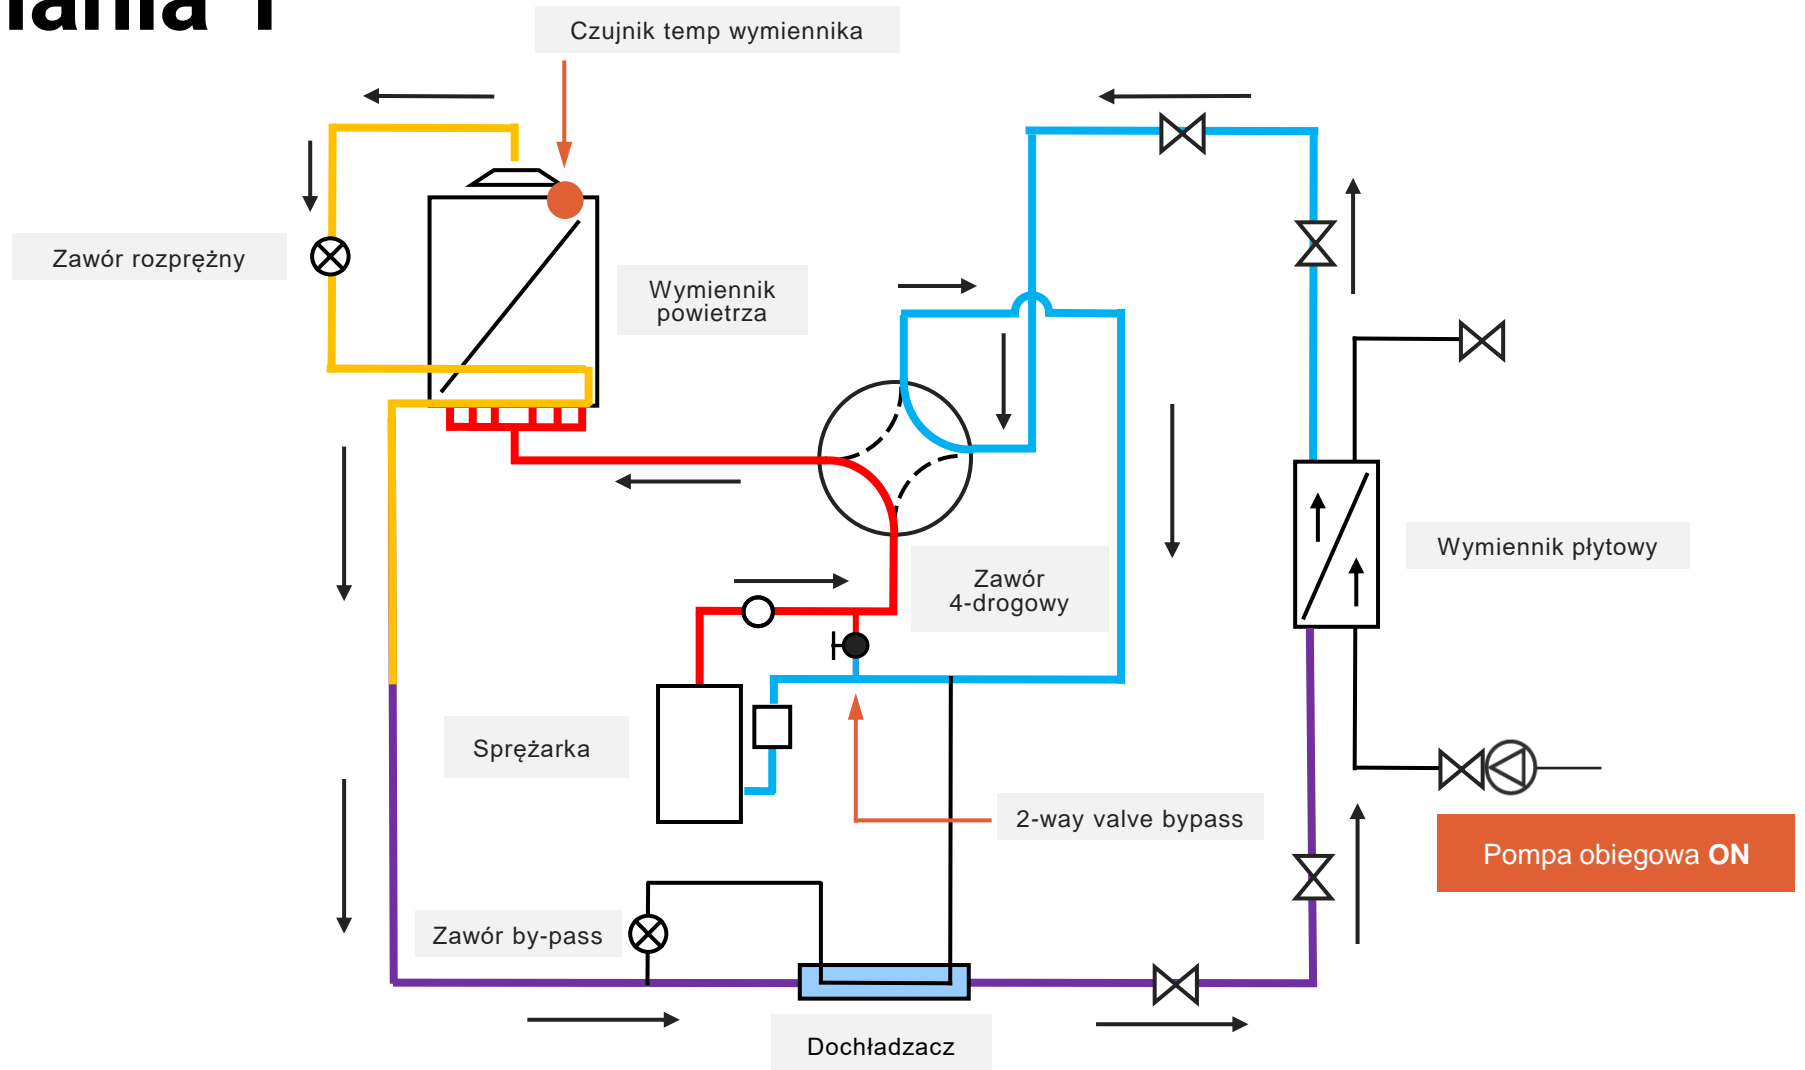 Czujnik temp wymiennika
Zawór rozprężny
Wymiennik
powietrza
Zawór
4-drogowy
Wymiennik płytowy
Sprężarka
2-way valve bypass
Pompa obiegowa ON
Zawór by-pass
Dochładzacz